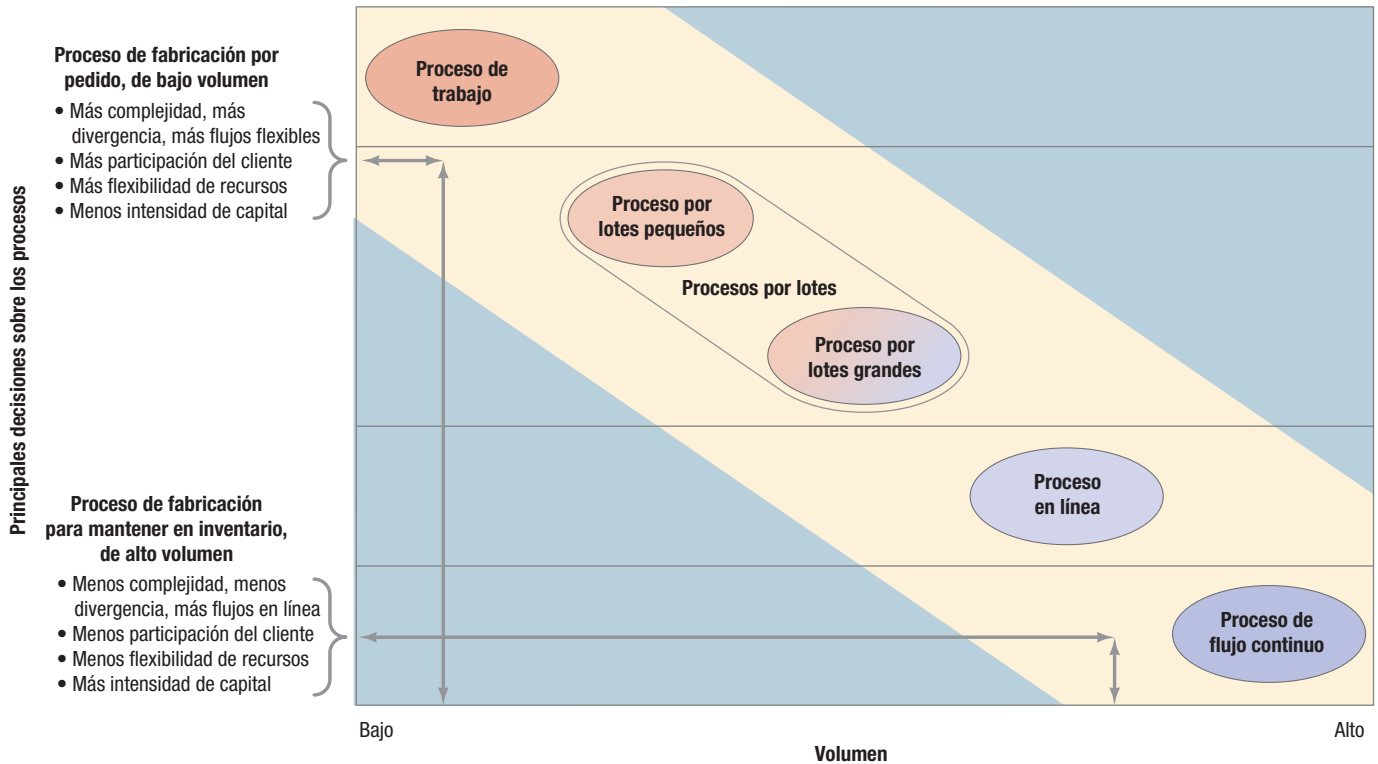 Principales decisiones sobre los procesos
Proceso de fabricación por
pedido, de bajo volumen
• Más complejidad, más
divergencia, más flujos flexibles
• Más participación del cliente
• Más flexibilidad de recursos
• Menos intensidad de capital
Proceso de fabricación
para mantener en inventario,
de alto volumen
• Menos complejidad, menos
divergencia, más flujos en línea
• Menos participación del cliente
• Menos flexibilidad de recursos
• Más intensidad de capital
Proceso de
trabajo
Proceso por
lotes pequeños
Procesos por lotes
Proceso por
lotes grandes
Proceso
en línea
Proceso de
flujo continuo
Bajo
Alto
Volumen